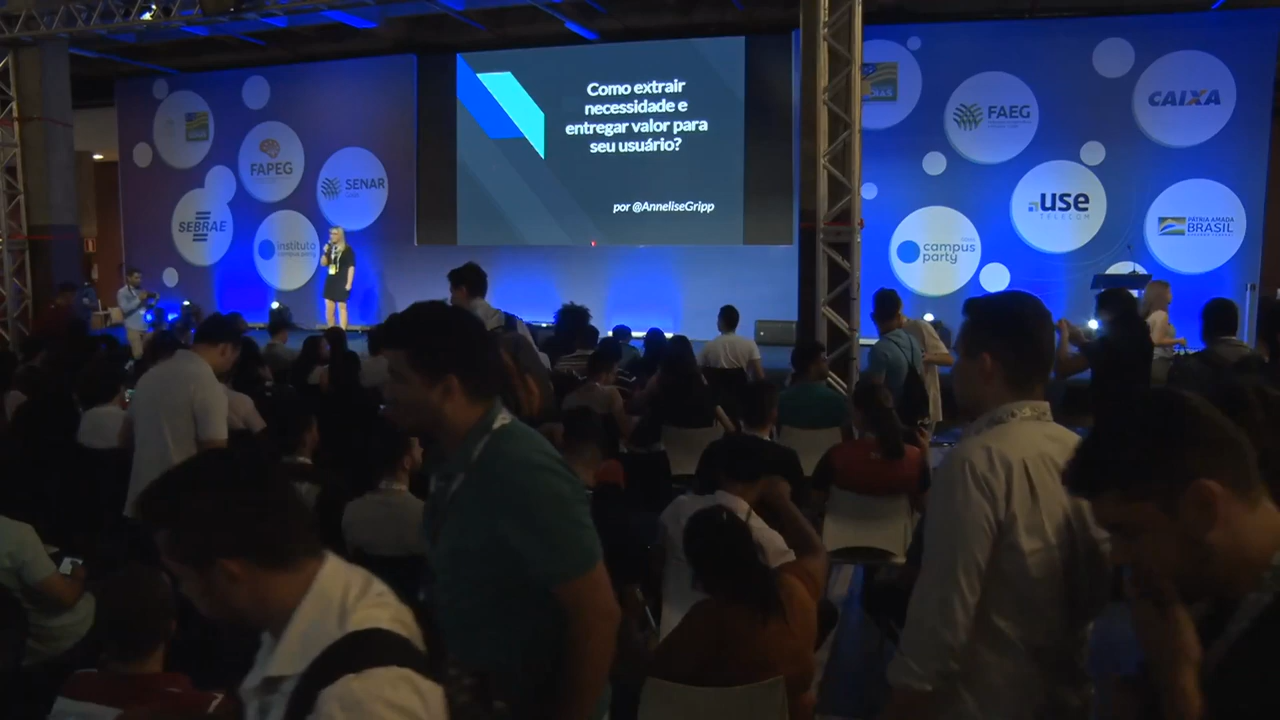 Como extrair
necessidade e
entregar valor para
seu usuário?
por @AnneliseGripp
FAPEG
SENAR
SEBRAE
instituto
campus party
FAEG
CAIXA
use
TELECOM
PÁTRIA AMADA
BRASIL
campus
party